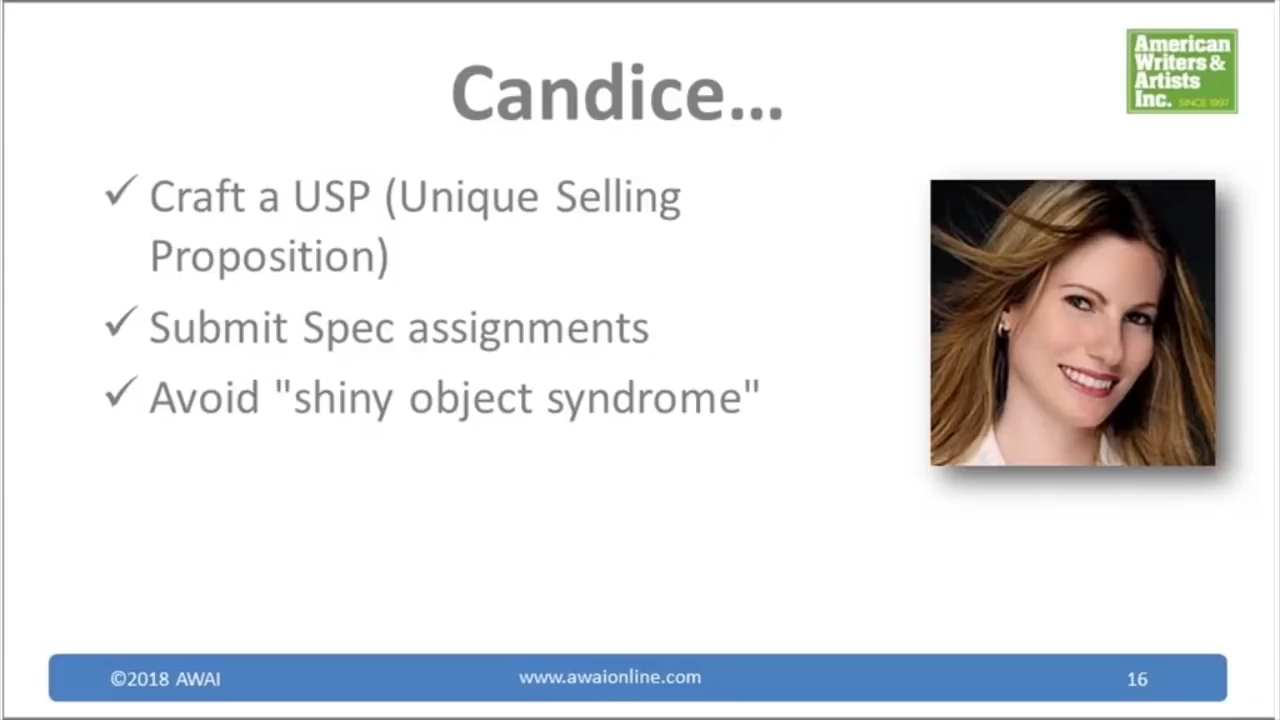 American
Writers &
Artists
Inc. SINCE 1997
Candice...
✓ Craft a USP (Unique Selling
Proposition)
✓ Submit Spec assignments
✓ Avoid "shiny object syndrome"
©2018 AWAI
www.awaionline.com
16